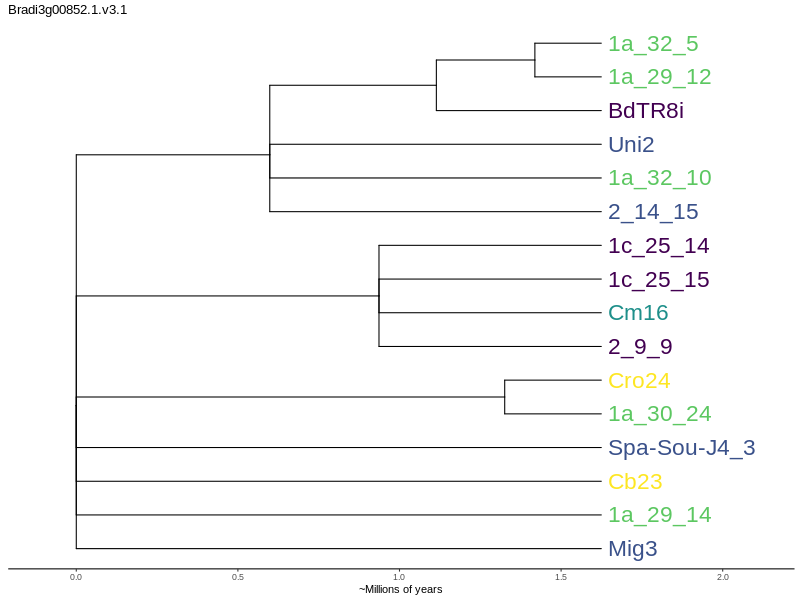 Bradi3g00852.1.v3.1
1a_32_5
1a_29_12
BdTR8i
Uni2
1a_32_10
2_14_15
1c_25_14
1c_25_15
Cm16
2_9_9
Cro24
1a_30_24
Spa-Sou-J4_3
Cb23
1a_29_14
Mig3
0.0 0.5 1.0 1.5 2.0
~Millions of years